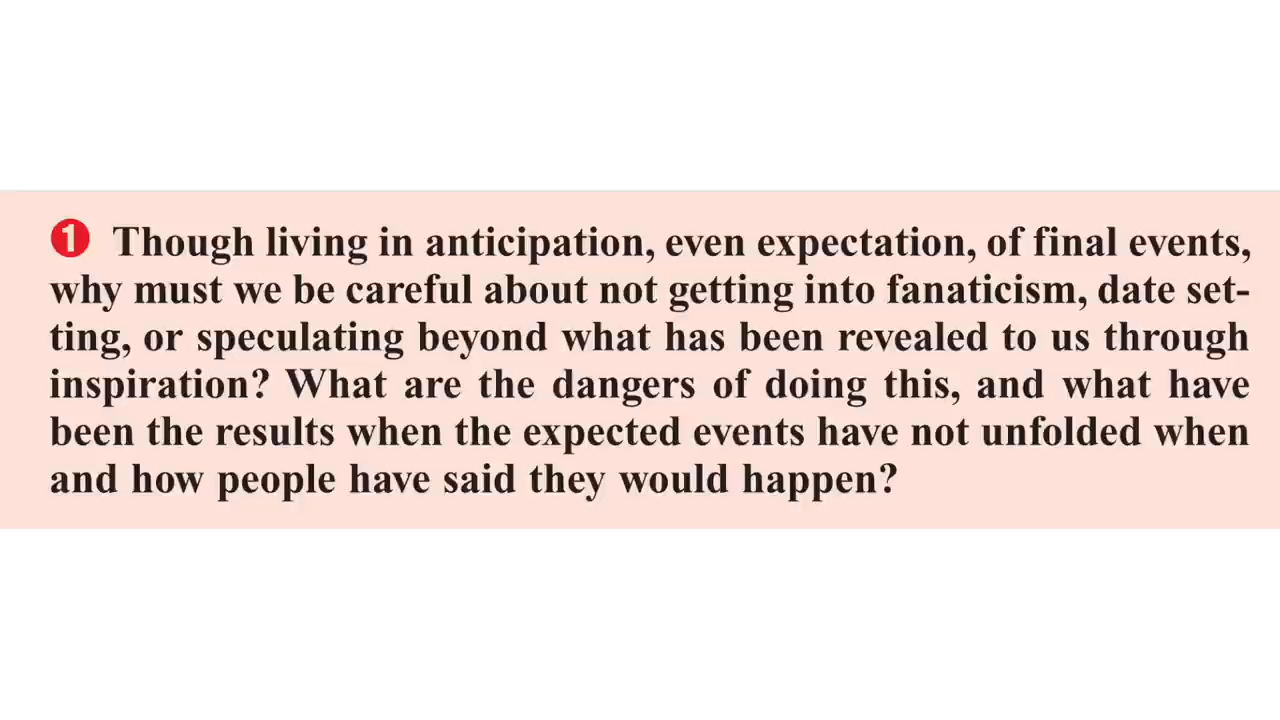 1 Though living in anticipation, even expectation, of final events,
why must we be careful about not getting into fanaticism, date set-
ting, or speculating beyond what has been revealed to us through
inspiration? What are the dangers of doing this, and what have
been the results when the expected events have not unfolded when
and how people have said they would happen?